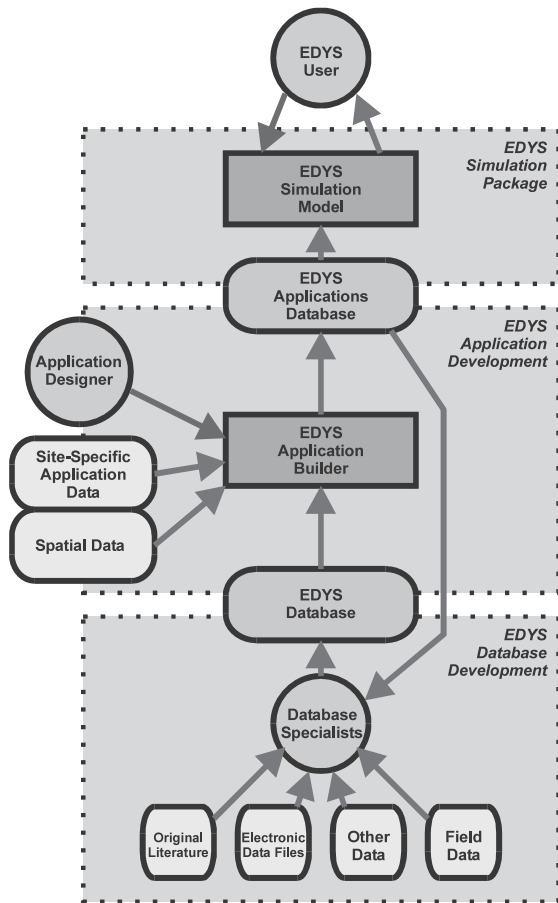 EDYS
User
EDYS
Simulation
Package
EDYS
Simulation
Model
EDYS
Applications
Database
EDYS
Application
Development
Application
Designer
EDYS
Application
Builder
Site-Specific
Application
Data
Spatial Data
EDYS
Database
EDYS
Database
Development
Database
Specialists
Original
Literature
Electronic
Data Files
Other
Data
Field
Data